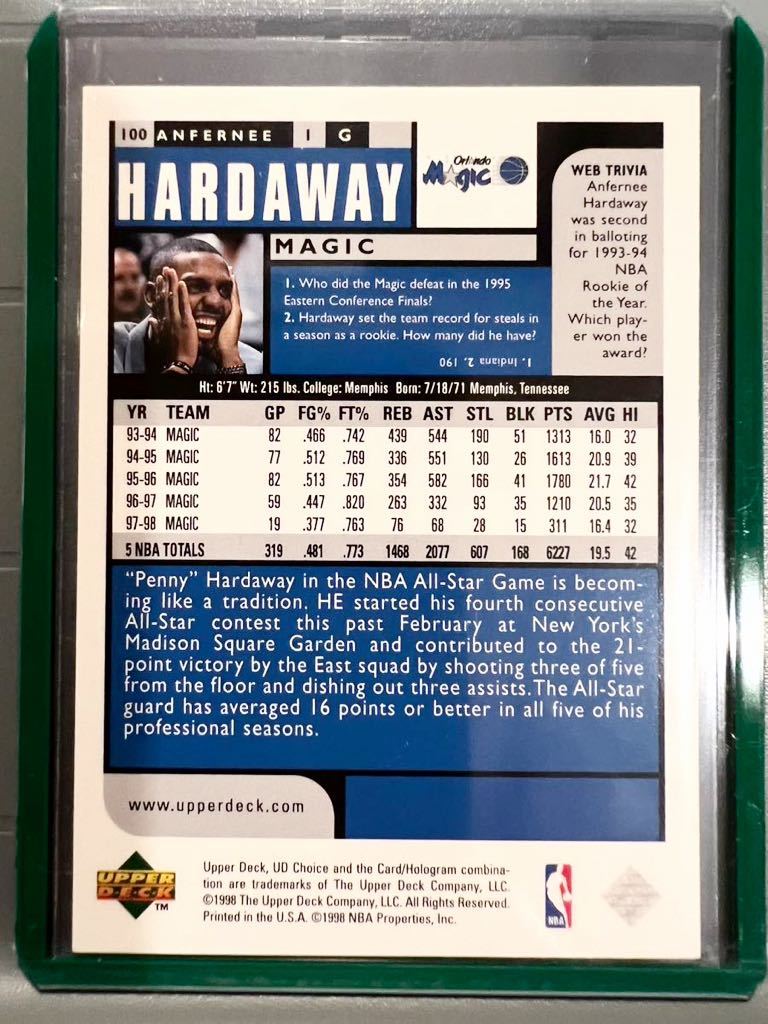 100 ANFERNEE 1 G
HARDAWAY
Orlando
Magic
MAGIC
1. Who did the Magic defeat in the 1995
Eastern Conference Finals?
2. Hardaway set the team record for steals in
a season as a rookie. How many did he have?
1. Indiana 2. 190
WEB TRIVIA
Anfernee
Hardaway
was second
in balloting
for 1993-94
NBA
Rookie of
the Year.
Which play-
er won the
award?
Ht: 6'7" Wt: 215 lbs. College: Memphis Born: 7/18/71 Memphis, Tennessee
YR TEAM GP FG% FT% REB AST STL BLK PTS AVG HI
93-94 MAGIC 82 .466 .742 439 544 190 51 1313 16.0 32
94-95 MAGIC 77 .512 .769 336 551 130 26 1613 20.9 39
95-96 MAGIC 82 .513 .767 354 582 166 41 1780 21.7 42
96-97 MAGIC 59 .447 .820 263 332 93 35 1210 20.5 35
97-98 MAGIC 19 .377 .763 76 68 28 15 311 16.4 32
5 NBA TOTALS 319 .481 .773 1468 2077 607 168 6227 19.5 42
"Penny" Hardaway in the NBA All-Star Game is becom-
ing like a tradition. HE started his fourth consecutive
All-Star contest this past February at New York's
Madison Square Garden and contributed to the 21-
point victory by the East squad by shooting three of five
from the floor and dishing out three assists. The All-Star
guard has averaged 16 points or better in all five of his
professional seasons.
www.upperdeck.com
UPPER
DECK
TM
Upper Deck, UD Choice and the Card/Hologram combina-
tion are trademarks of The Upper Deck Company, LLC.
©1998 The Upper Deck Company, LLC. All Rights Reserved.
Printed in the U.S.A. ©1998 NBA Properties, Inc.
NBA